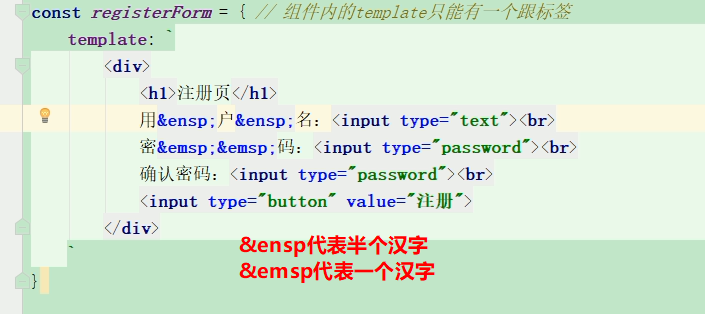 const registerForm = { // 组件内的template只能有一个跟标签
template: `
<div>
<h1>注册页</h1>
用&ensp;户&ensp;名：<input type="text"><br>
密&emsp;&emsp;码：<input type="password"><br>
确认密码：<input type="password"><br>
<input type="button" value="注册">
</div>
`
}
&ensp代表半个汉字
&emsp代表一个汉字